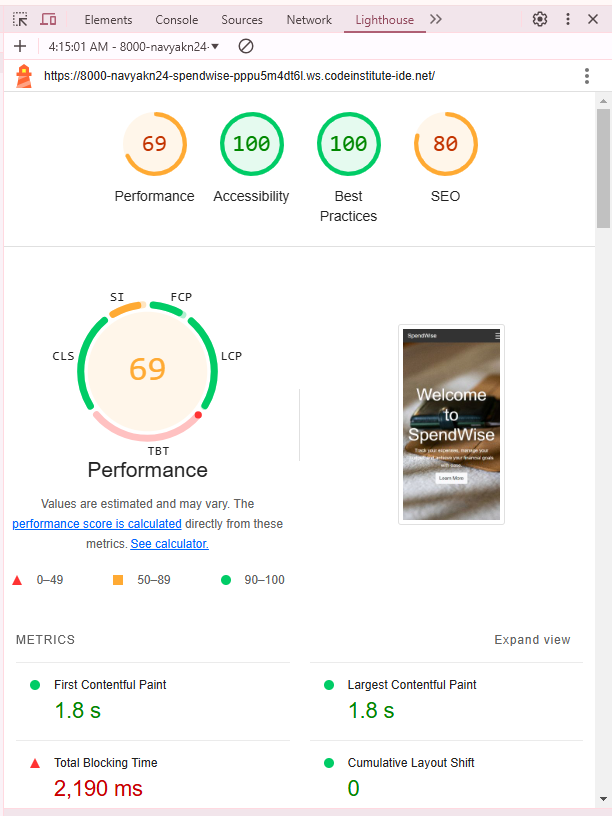 Elements Console Sources Network Lighthouse
4:15:01 AM - 8000-navyakn24-
https://8000-navyakn24-spendwise-pppu5m4dt6l.ws.codeinstitute-ide.net/
69 100 100 80
Performance Accessibility Best Practices SEO
SI FCP
CLS LCP
69
TBT
Performance
Values are estimated and may vary. The
performance score is calculated directly from these
metrics. See calculator.
0–49 50–89 90–100
SpendWise
Welcome
to
SpendWise
Track your expenses, manage your
and achieve your financial goals
with ease.
Learn More
METRICS Expand view
First Contentful Paint
1.8 s
Largest Contentful Paint
1.8 s
Total Blocking Time
2,190 ms
Cumulative Layout Shift
0